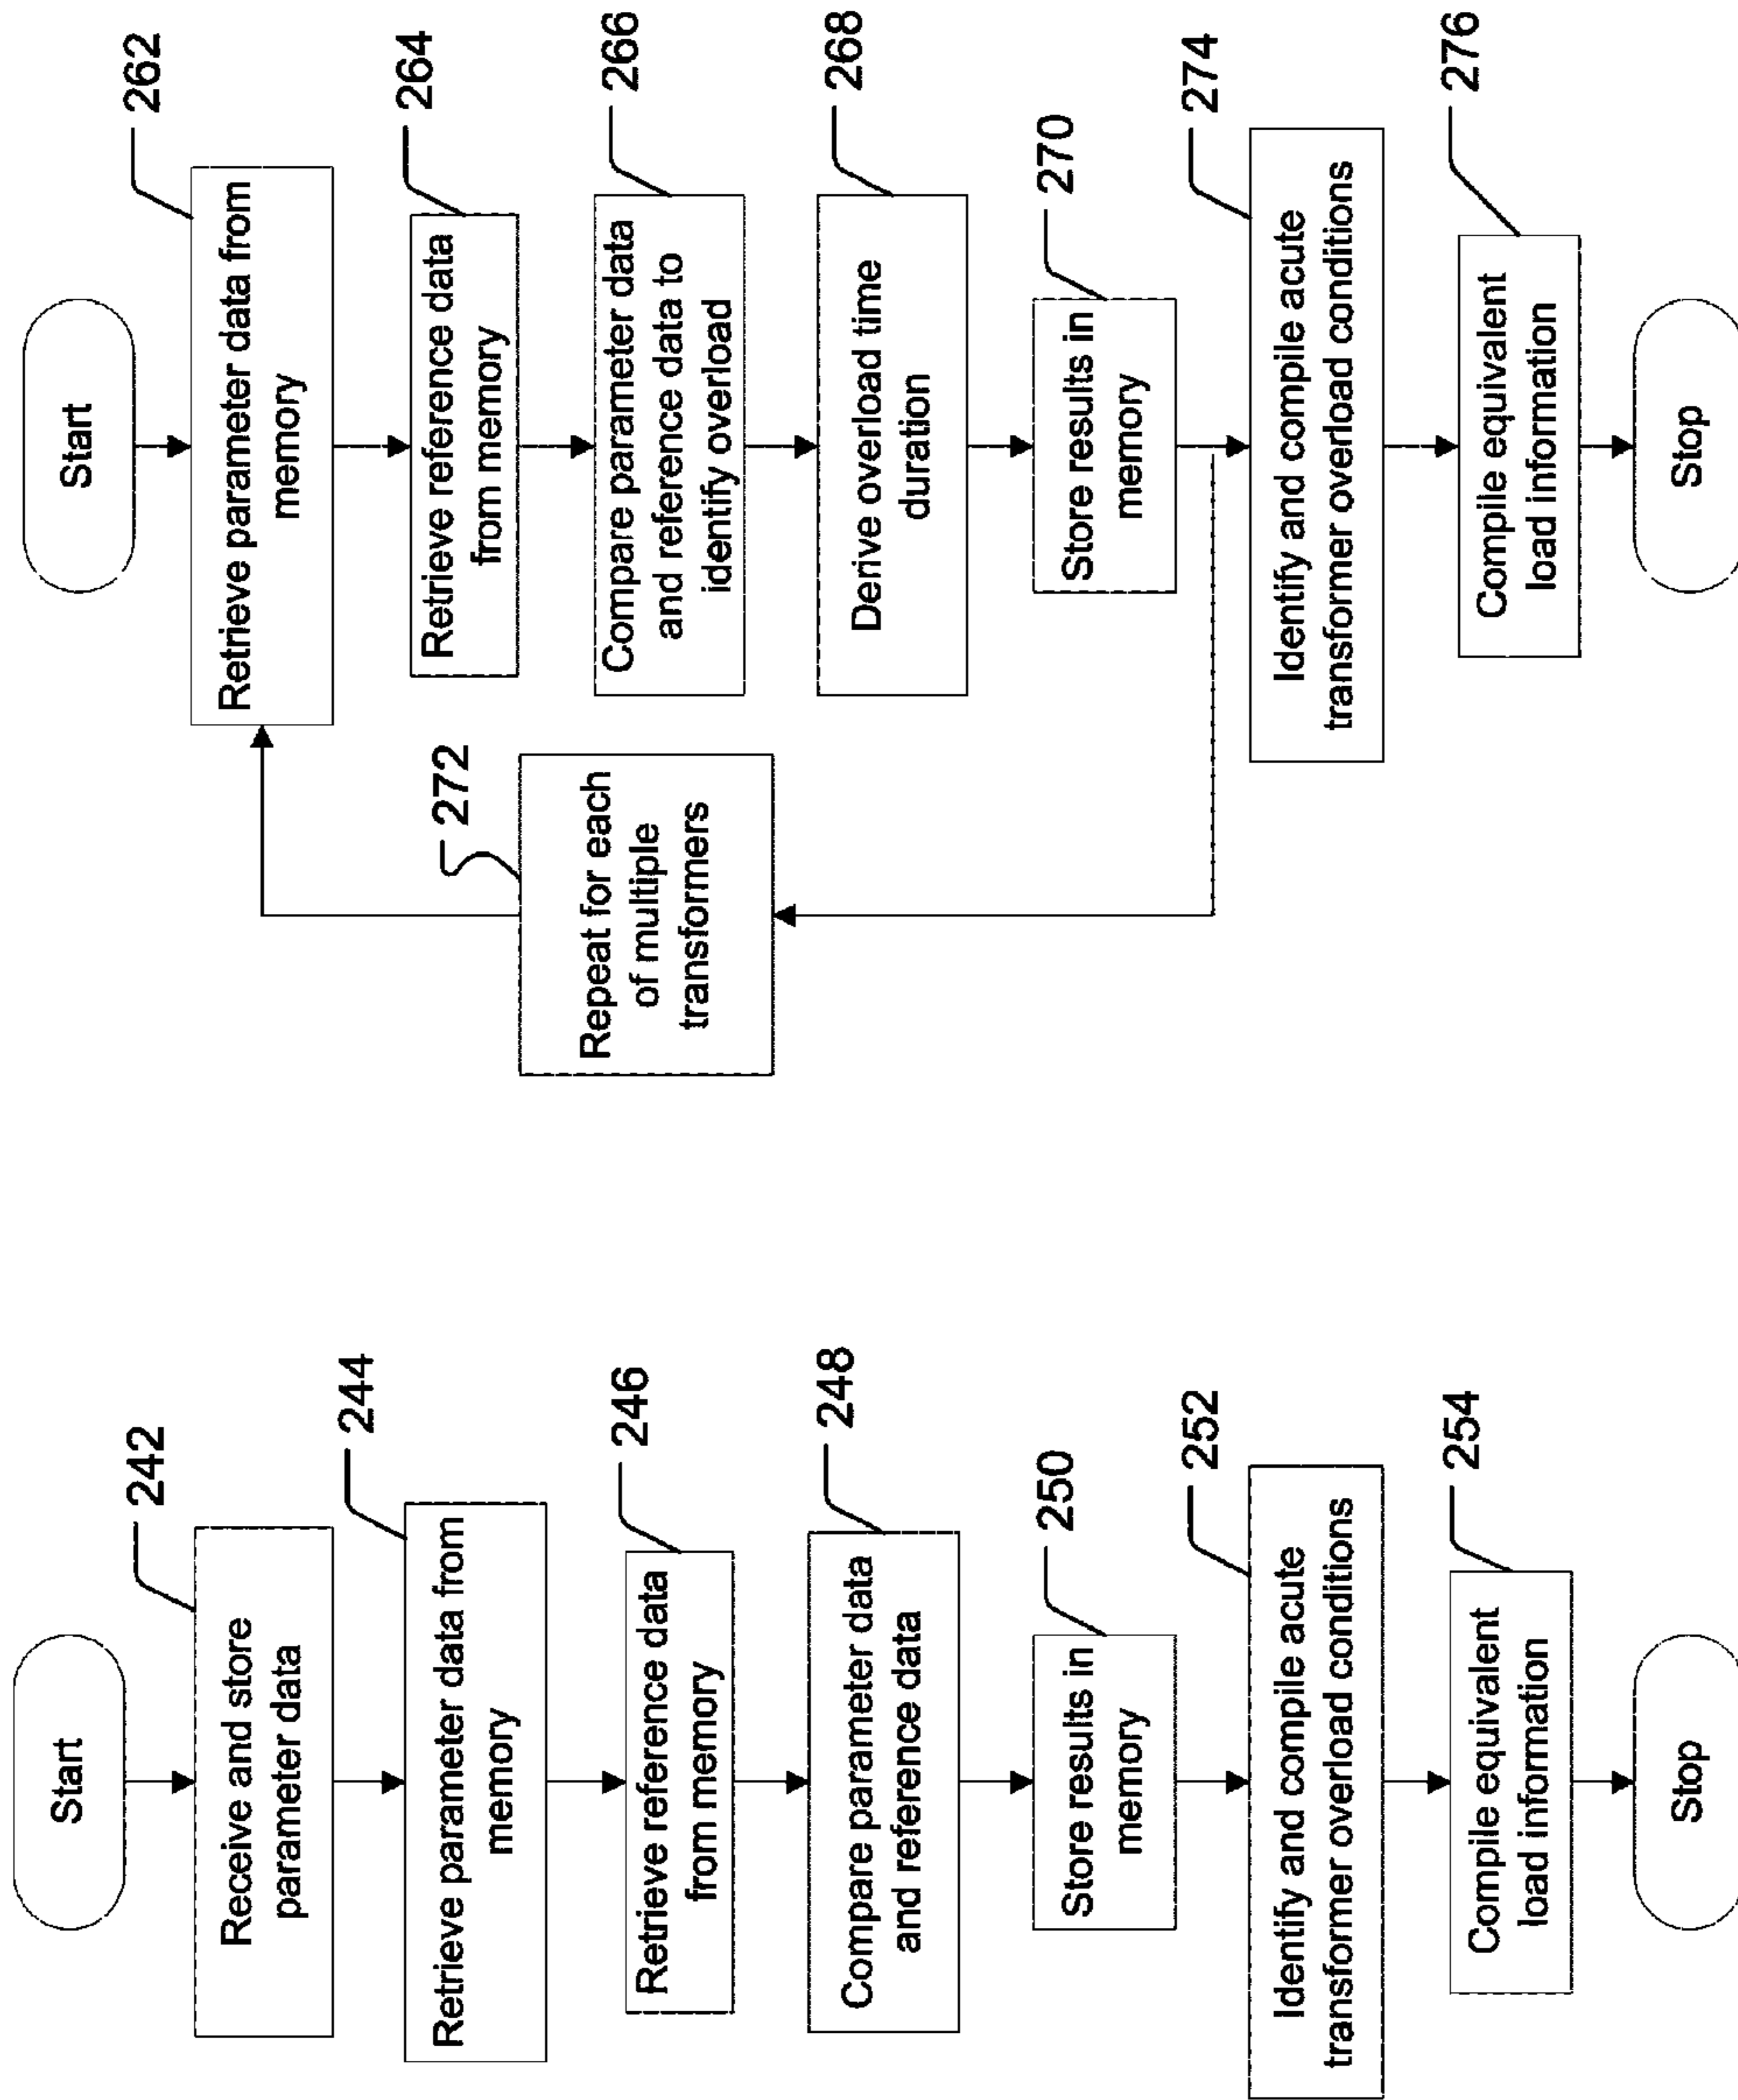 Start
242
Receive and store
parameter data
244
Retrieve parameter data from
memory
246
Retrieve reference data
from memory
248
Compare parameter data
and reference data
250
Store results in
memory
252
Identify and compile acute
transformer overload conditions
254
Compile equivalent
load information
Stop
Start
262
Retrieve parameter data from
memory
264
Retrieve reference data
from memory
266
Compare parameter data
and reference data to
identify overload
268
Derive overload time
duration
270
Store results in
memory
272
Repeat for each
of multiple
transformers
274
Identify and compile acute
transformer overload conditions
276
Compile equivalent
load information
Stop